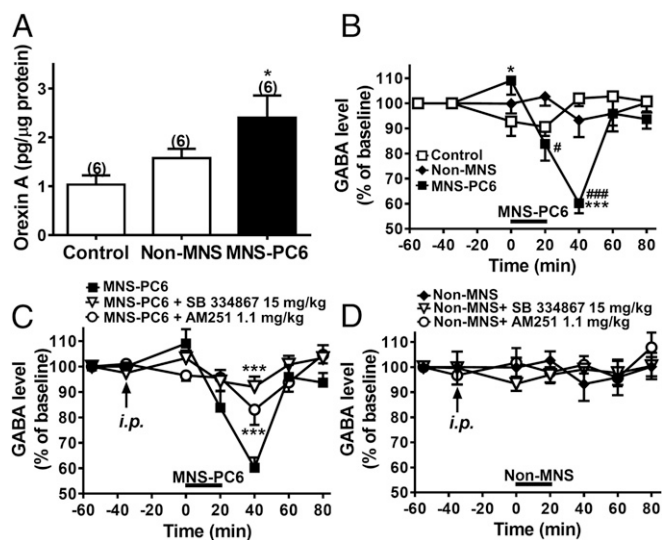 A
Orexin A (pg/µg protein)
3
2
1
0
(6)
(6)
*
(6)
Control
Non-MNS
MNS-PC6
B
GABA level
(% of baseline)
110
100
90
80
70
60
50
*
#
###
***
Control
Non-MNS
MNS-PC6
MNS-PC6
-60 -40 -20 0 20 40 60 80
Time (min)
C
MNS-PC6
MNS-PC6 + SB 334867 15 mg/kg
MNS-PC6 + AM251 1.1 mg/kg
GABA level
(% of baseline)
110
100
90
80
70
60
50
***
***
i.p.
MNS-PC6
-60 -40 -20 0 20 40 60 80
Time (min)
D
Non-MNS
Non-MNS+ SB 334867 15 mg/kg
Non-MNS+ AM251 1.1 mg/kg
GABA level
(% of baseline)
110
100
90
80
70
60
50
i.p.
Non-MNS
-60 -40 -20 0 20 40 60 80
Time (min)